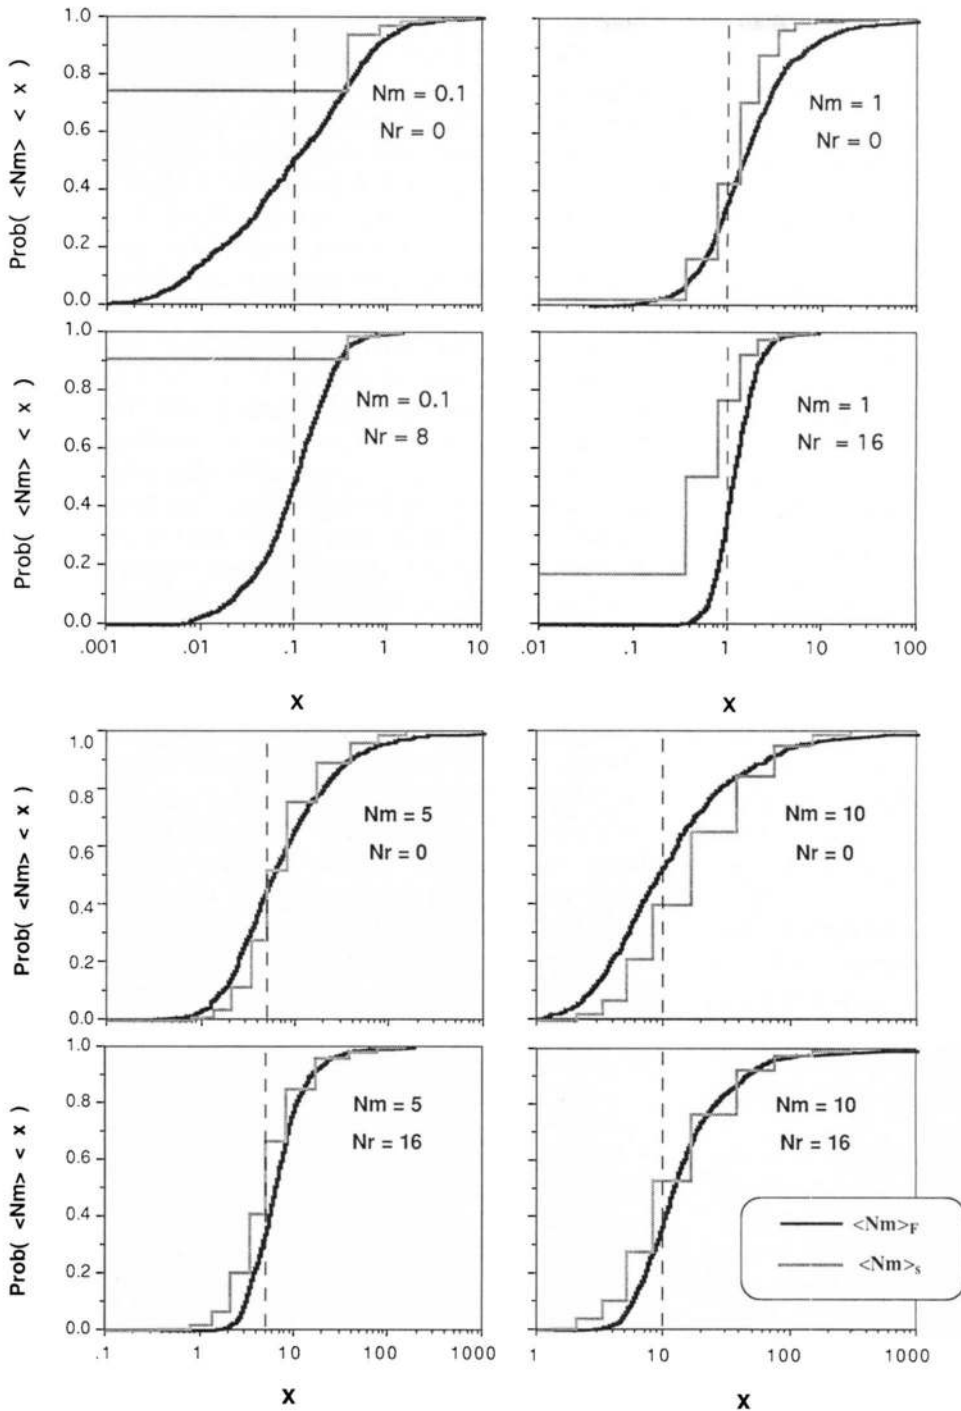 Prob( <Nm> < x )
1.0
0.8
0.6
0.4
0.2
0.0
Nm = 0.1
Nr = 0
Nm = 1
Nr = 0
Prob( <Nm> < x )
1.0
0.8
0.6
0.4
0.2
0.0
Nm = 0.1
Nr = 8
Nm = 1
Nr = 16
.001 .01 .1 1 10
.01 .1 1 10 100
X
X
Prob( <Nm> < x )
1.0
0.8
0.6
0.4
0.2
0.0
Nm = 5
Nr = 0
Nm = 10
Nr = 0
Prob( <Nm> < x )
1.0
0.8
0.6
0.4
0.2
0.0
Nm = 5
Nr = 16
Nm = 10
Nr = 16
<Nm>F
<Nm>s
.1 1 10 100 1000
1 10 100 1000
X
X